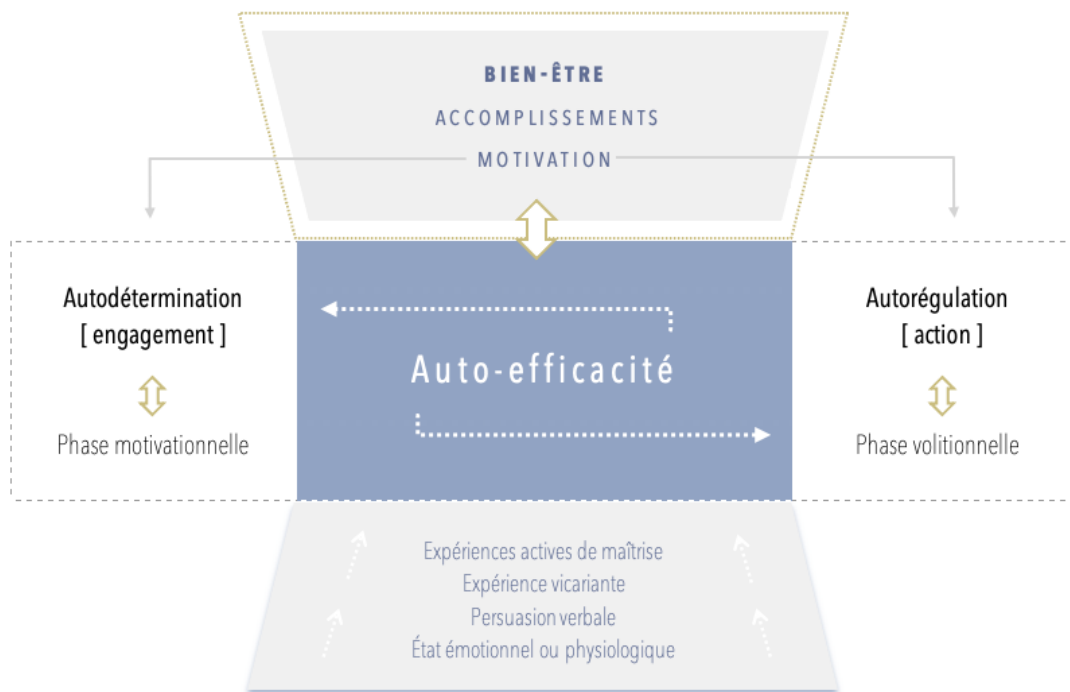 BIEN-ÊTRE
ACCOMPLISSEMENTS
MOTIVATION
Autodétermination
[ engagement ]
Phase motivationnelle
Auto-efficacité
Autorégulation
[ action ]
Phase volitionnelle
Expériences actives de maîtrise
Expérience vicariante
Persuasion verbale
État émotionnel ou physiologique